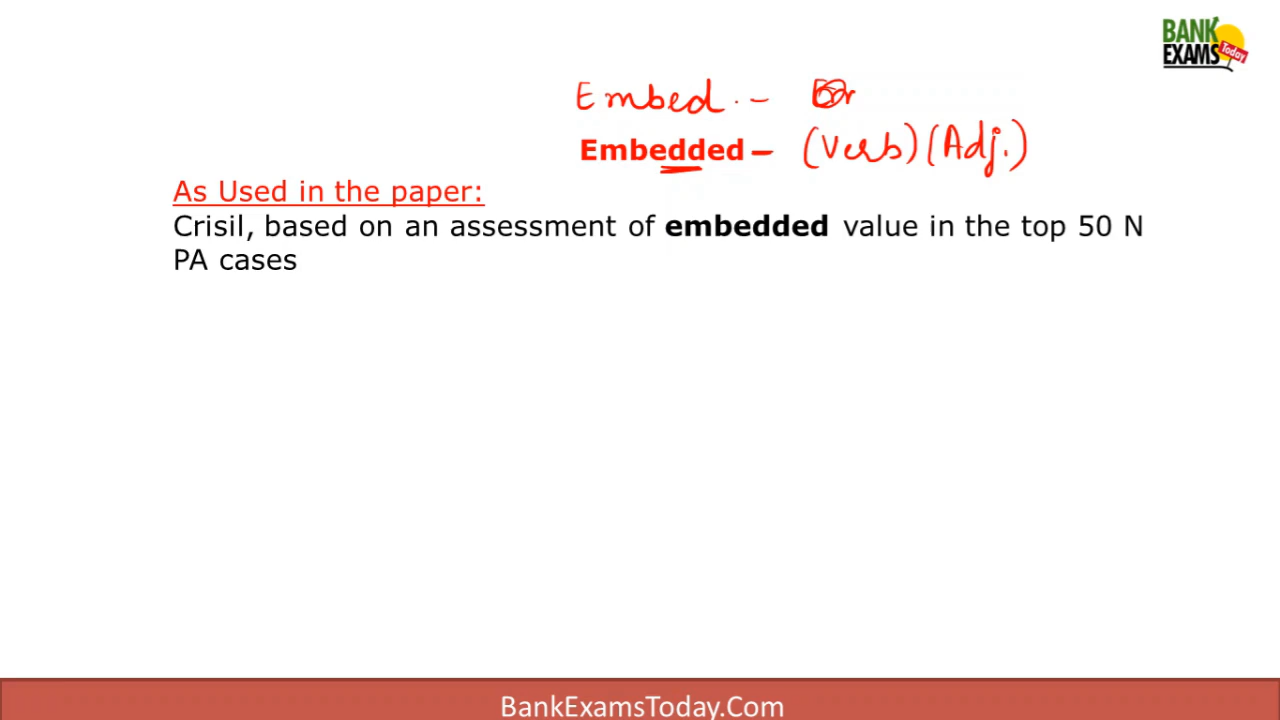 BANK
EXAMS Today
Embed. -
Embedded - (Verb) (Adj.)
As Used in the paper:
Crisil, based on an assessment of embedded value in the top 50 N
PA cases
BankExamsToday.Com